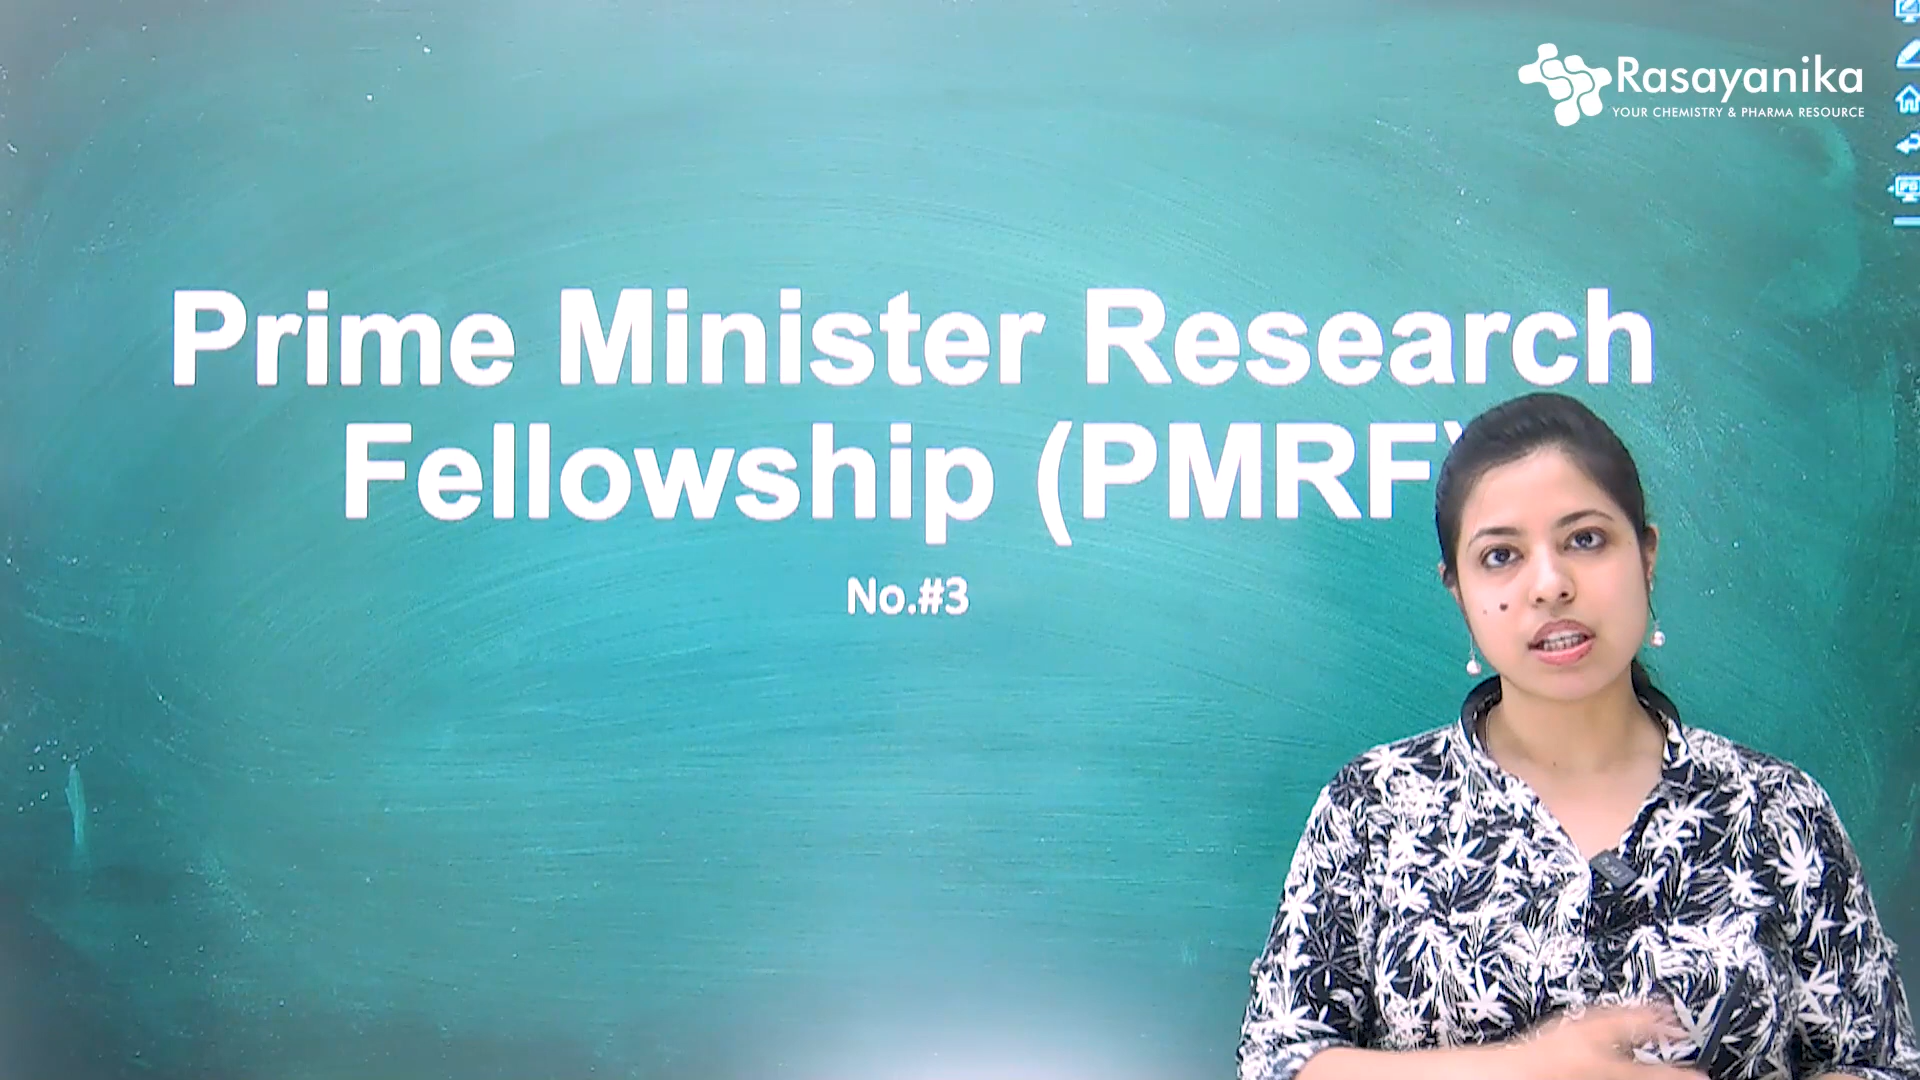 Rasayanika
YOUR CHEMISTRY & PHARMA RESOURCE
Prime Minister Research
Fellowship (PMRF)
No.#3